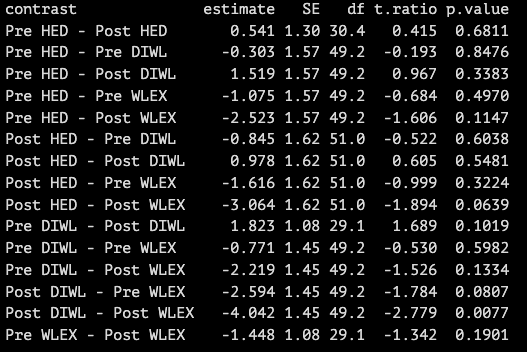 contrast estimate SE df t.ratio p.value
Pre HED - Post HED 0.541 1.30 30.4 0.415 0.6811
Pre HED - Pre DIWL -0.303 1.57 49.2 -0.193 0.8476
Pre HED - Post DIWL 1.519 1.57 49.2 0.967 0.3383
Pre HED - Pre WLEX -1.075 1.57 49.2 -0.684 0.4970
Pre HED - Post WLEX -2.523 1.57 49.2 -1.606 0.1147
Post HED - Pre DIWL -0.845 1.62 51.0 -0.522 0.6038
Post HED - Post DIWL 0.978 1.62 51.0 0.605 0.5481
Post HED - Pre WLEX -1.616 1.62 51.0 -0.999 0.3224
Post HED - Post WLEX -3.064 1.62 51.0 -1.894 0.0639
Pre DIWL - Post DIWL 1.823 1.08 29.1 1.689 0.1019
Pre DIWL - Pre WLEX -0.771 1.45 49.2 -0.530 0.5982
Pre DIWL - Post WLEX -2.219 1.45 49.2 -1.526 0.1334
Post DIWL - Pre WLEX -2.594 1.45 49.2 -1.784 0.0807
Post DIWL - Post WLEX -4.042 1.45 49.2 -2.779 0.0077
Pre WLEX - Post WLEX -1.448 1.08 29.1 -1.342 0.1901